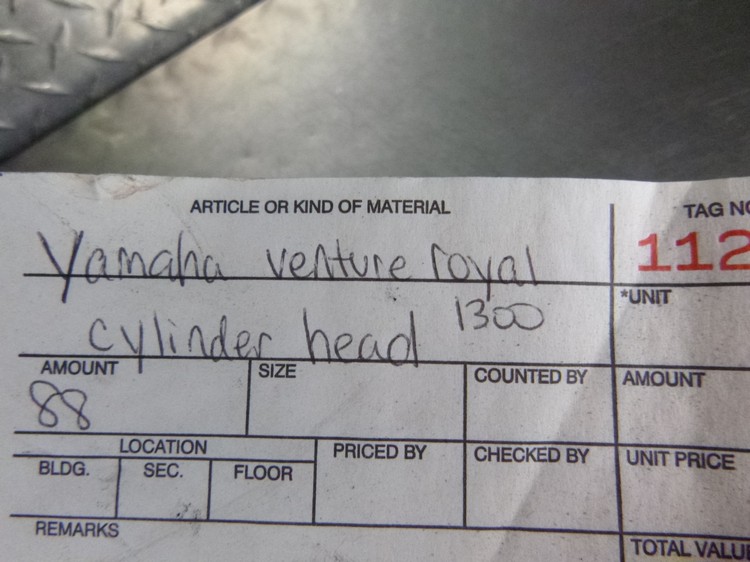 ARTICLE OR KIND OF MATERIAL
TAG NO
112
Yamaha venture royal
*UNIT
cylinder head 1300
AMOUNT
SIZE
COUNTED BY
AMOUNT
88
LOCATION
PRICED BY
CHECKED BY
UNIT PRICE
BLDG.
SEC.
FLOOR
REMARKS
TOTAL VALU